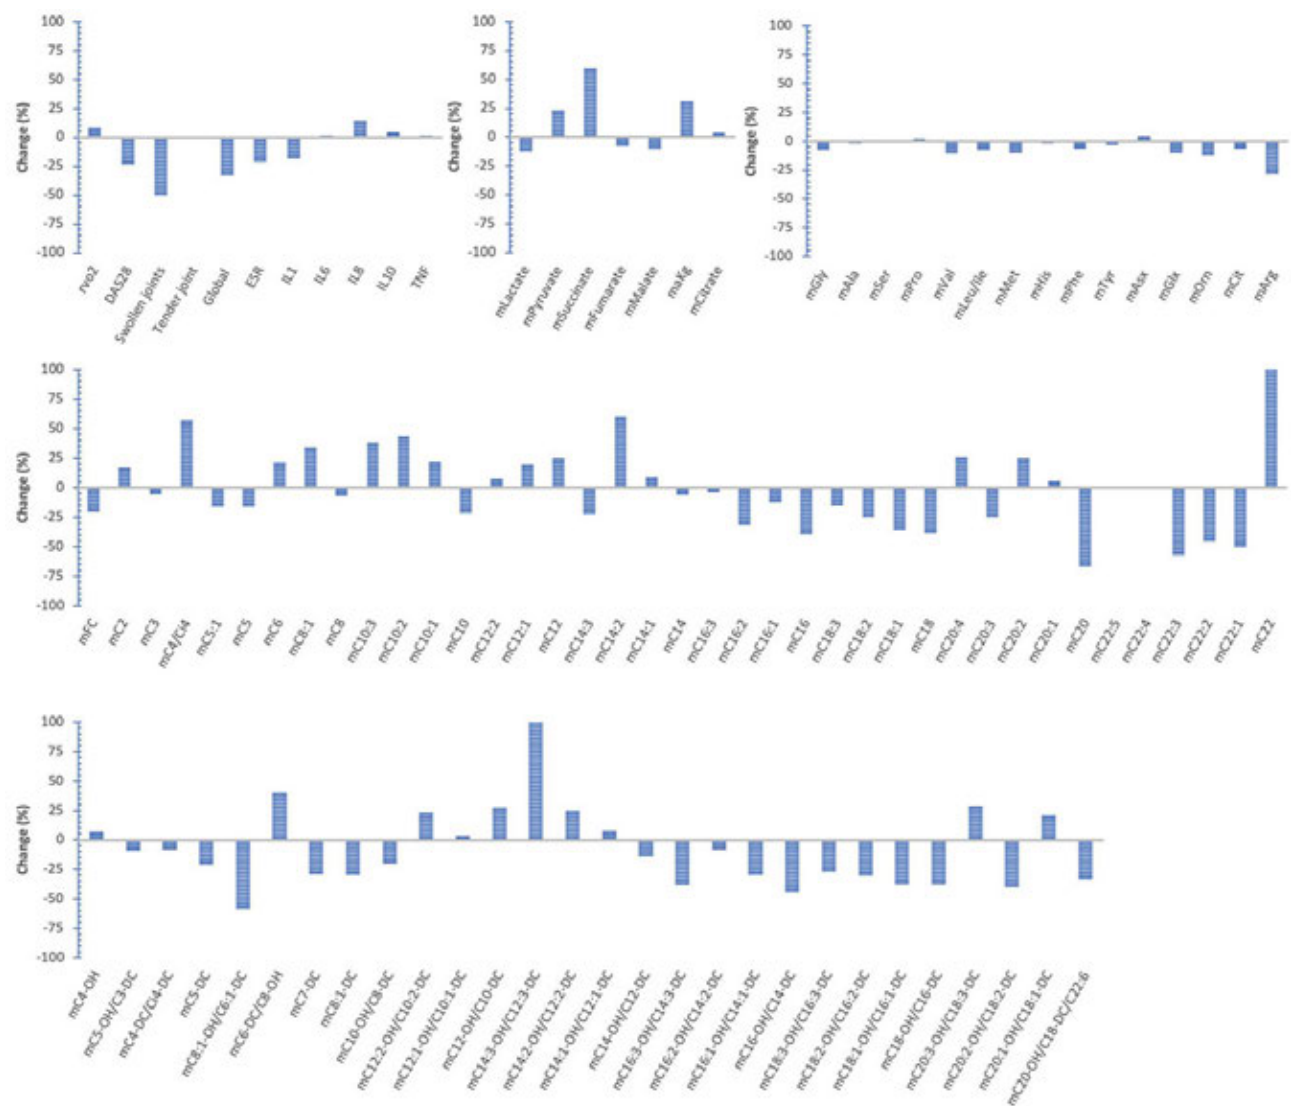 100
75
50
25
0
-25
-50
-75
-100
Change (%)
rvo2
DAS28
Swollen joints
Tender joint
Global
ESR
IL1
IL6
IL8
IL10
TNF
100
75
50
25
0
-25
-50
-75
-100
Change (%)
mLactate
mPyruvate
mSuccinate
mFumarate
mMalate
maKg
mCitrate
100
75
50
25
0
-25
-50
-75
-100
Change (%)
mGly
mAla
mSer
mPro
mVal
mLeu/Ile
mMet
mHis
mPhe
mTyr
mAsx
mGlx
mOrn
mCit
mArg
100
75
50
25
0
-25
-50
-75
-100
Change (%)
mFC
mC2
mC3
mC4/Ci4
mC5:1
mC5
mC6
mC8:1
mC8
mC10:3
mC10:2
mC10:1
mC10
mC12:2
mC12:1
mC12
mC14:3
mC14:2
mC14:1
mC14
mC16:3
mC16:2
mC16:1
mC16
mC18:3
mC18:2
mC18:1
mC18
mC20:4
mC20:3
mC20:2
mC20:1
mC20
mC22:5
mC22:4
mC22:3
mC22:2
mC22:1
mC22
100
75
50
25
0
-25
-50
-75
-100
Change (%)
mC4-OH
mC5-OH/C3-DC
mC4-DC/Ci4-DC
mC5-DC
mC8:1-OH/C6:1-DC
mC6-DC/C8-OH
mC7-DC
mC8:1-DC
mC10-OH/C8-DC
mC12:2-OH/C10:2-DC
mC12:1-OH/C10:1-DC
mC12-OH/C10-DC
mC14:3-OH/C12:3-DC
mC14:2-OH/C12:2-DC
mC14:1-OH/C12:1-DC
mC14-OH/C12-DC
mC16:3-OH/C14:3-DC
mC16:2-OH/C14:2-DC
mC16:1-OH/C14:1-DC
mC16-OH/C14-DC
mC18:3-OH/C16:3-DC
mC18:2-OH/C16:2-DC
mC18:1-OH/C16:1-DC
mC18-OH/C16-DC
mC20:3-OH/C18:3-DC
mC20:2-OH/C18:2-DC
mC20:1-OH/C18:1-DC
mC20-OH/C18-DC/C22:6